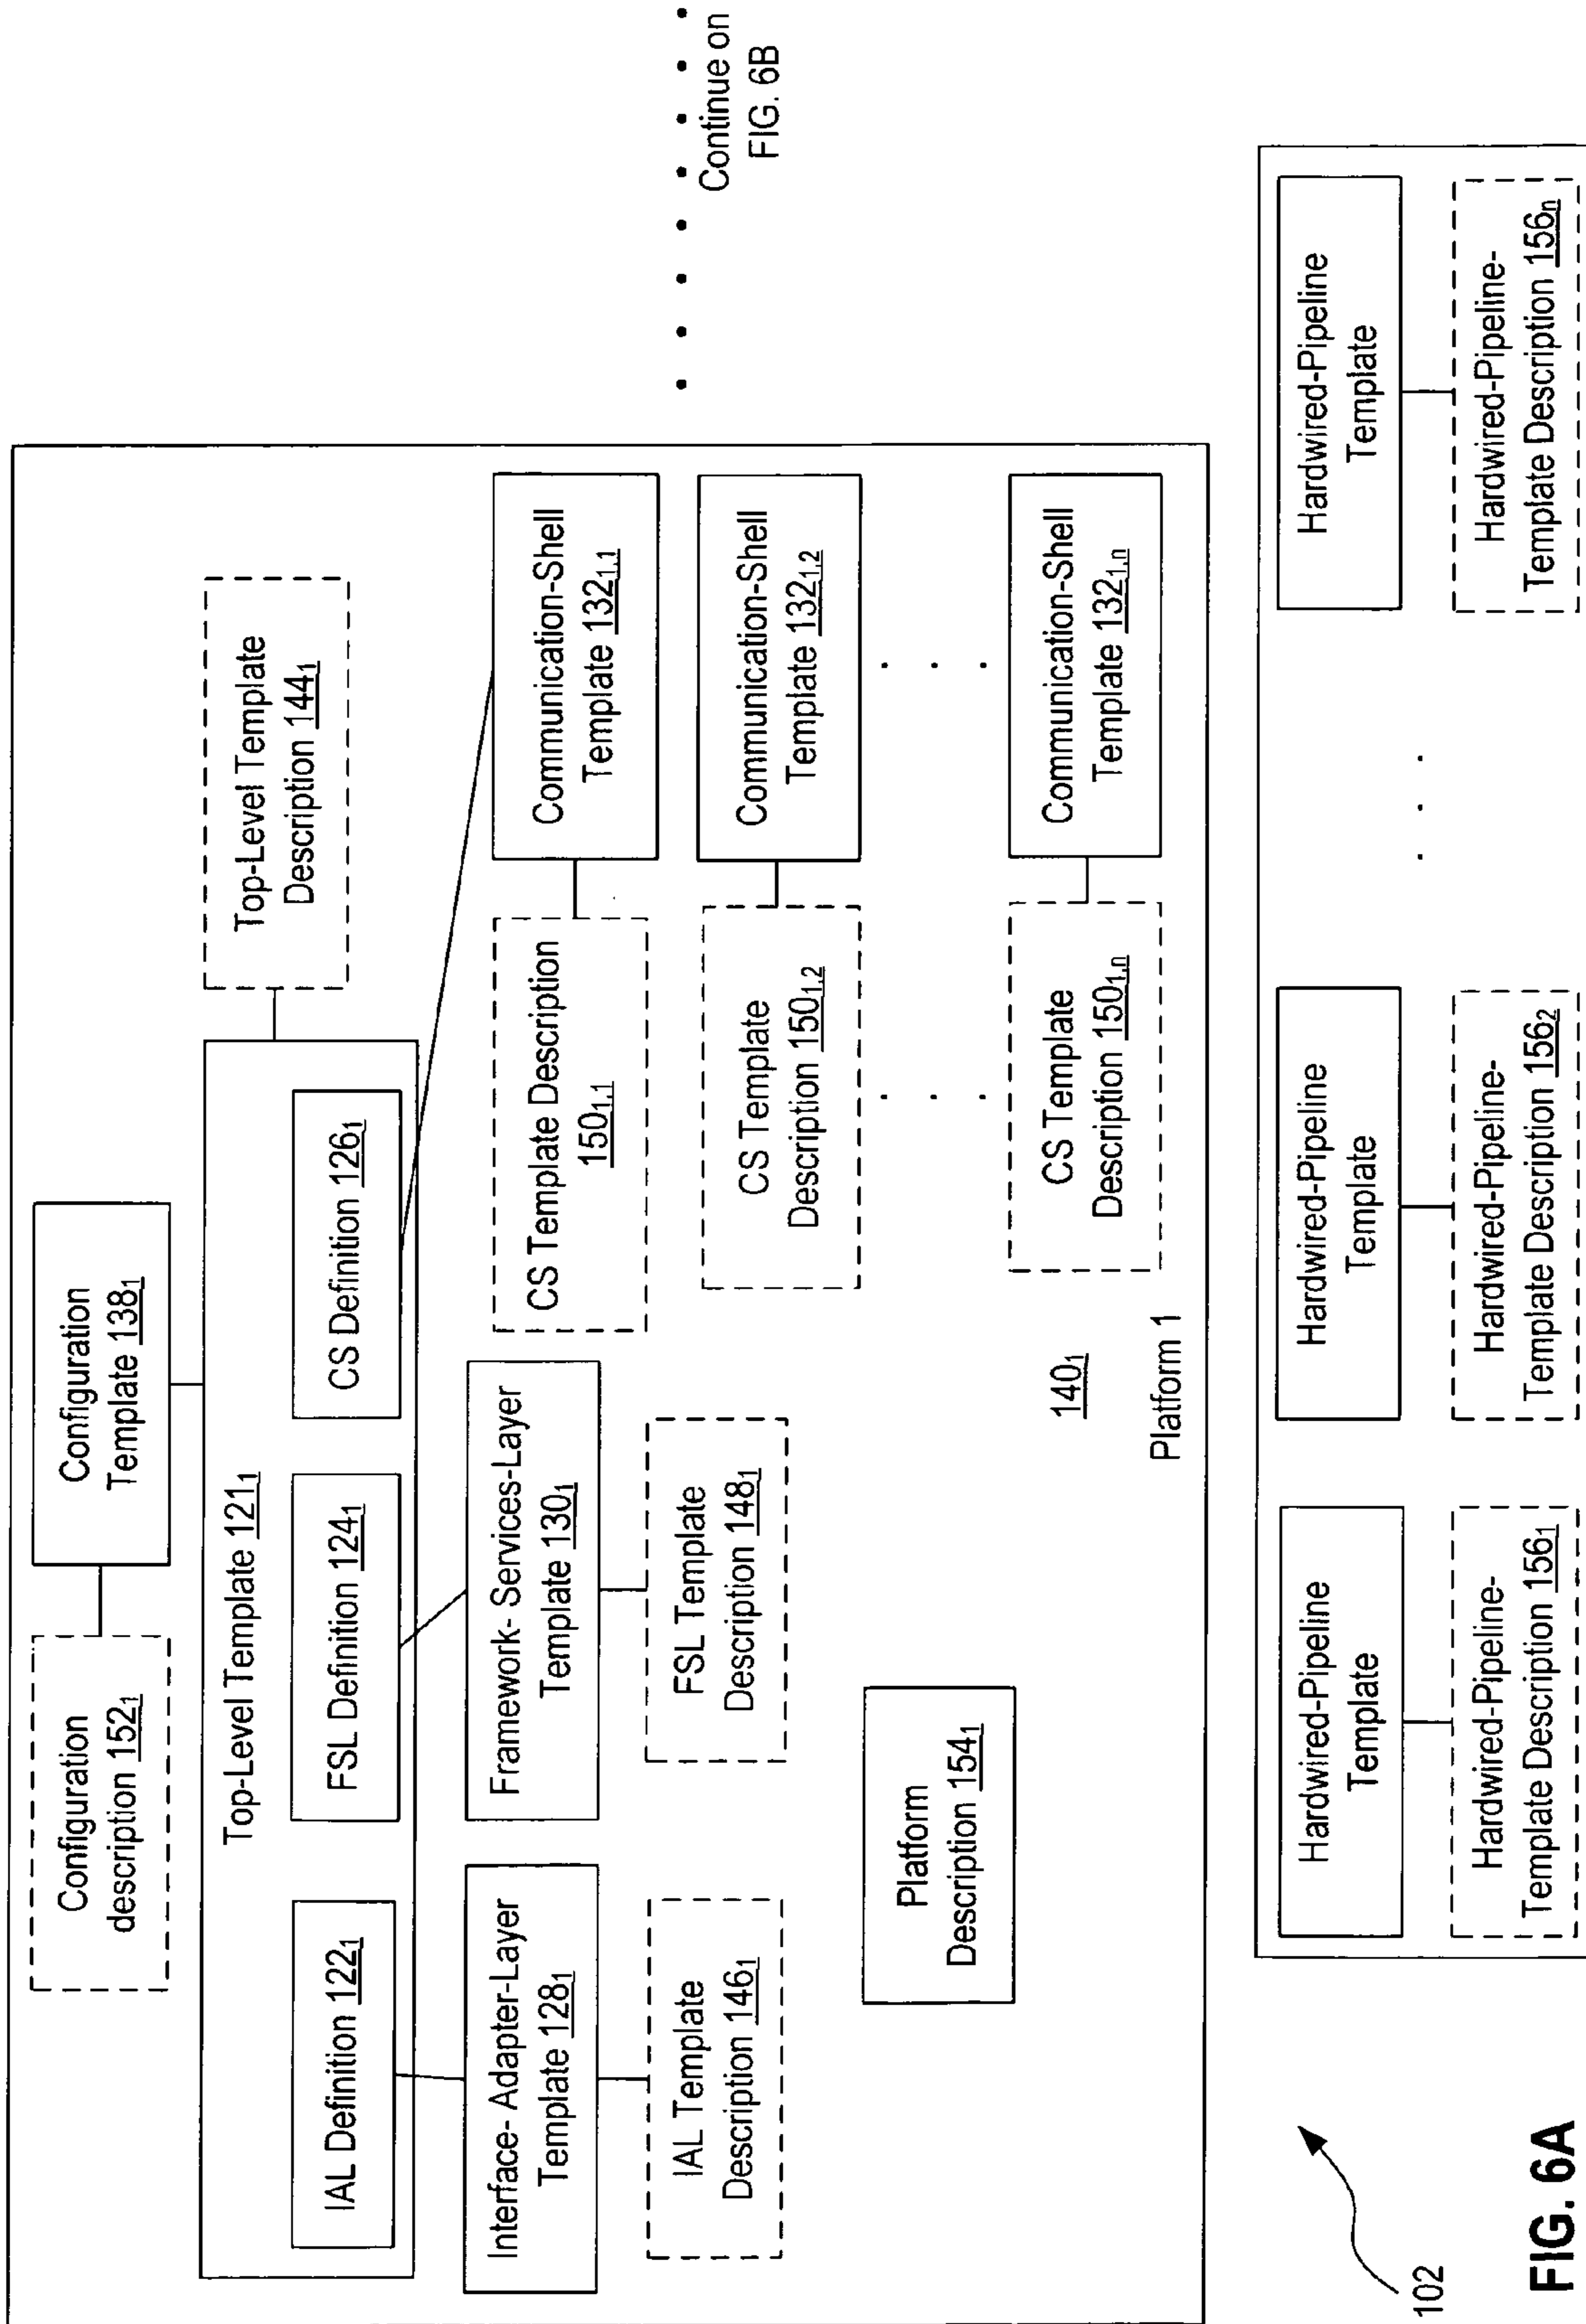 Configuration
description 152₁
Configuration
Template 138₁
Top-Level Template 121₁
Top-Level Template
Description 144₁
IAL Definition 122₁
FSL Definition 124₁
CS Definition 126₁
Interface- Adapter-Layer
Template 128₁
Framework- Services-Layer
Template 130₁
CS Template Description
150₁,₁
Communication-Shell
Template 132₁,₁
IAL Template
Description 146₁
FSL Template
Description 148₁
CS Template
Description 150₁,₂
Communication-Shell
Template 132₁,₂
. . .
. . .
Platform
Description 154₁
CS Template
Description 150₁,ₙ
Communication-Shell
Template 132₁,ₙ
140₁
Platform 1
. . . . . . . .
Continue on
FIG. 6B
Hardwired-Pipeline
Template
Hardwired-Pipeline-
Template Description 156₁
Hardwired-Pipeline
Template
Hardwired-Pipeline-
Template Description 156₂
. . .
Hardwired-Pipeline
Template
Hardwired-Pipeline-
Template Description 156ₙ
102
FIG. 6A